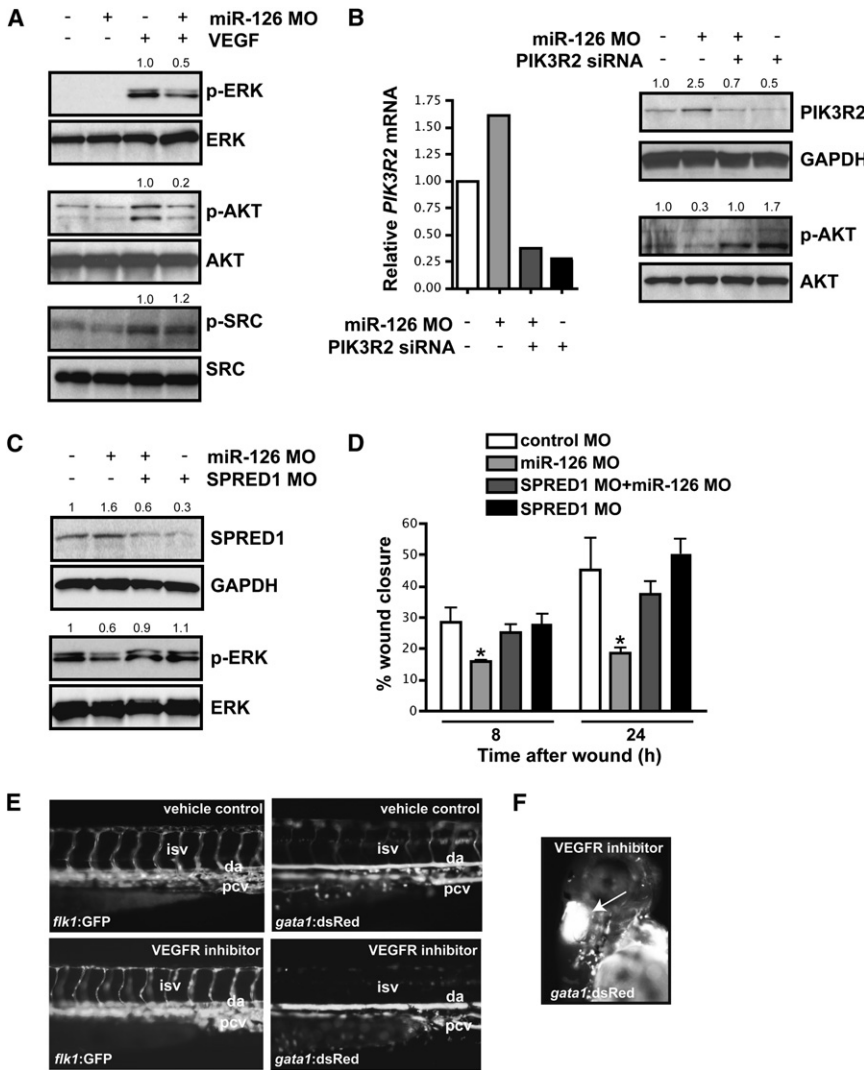 A
- + - + miR-126 MO
- - + + VEGF
1.0 0.5
p-ERK
ERK
1.0 0.2
p-AKT
AKT
1.0 1.2
p-SRC
SRC
B
Relative PIK3R2 mRNA
1.75
1.50
1.25
1.00
0.75
0.50
0.25
0.00
miR-126 MO - + + -
PIK3R2 siRNA - - + +
miR-126 MO - + + -
PIK3R2 siRNA - - + +
1.0 2.5 0.7 0.5
PIK3R2
GAPDH
1.0 0.3 1.0 1.7
p-AKT
AKT
C
- + + - miR-126 MO
- - + + SPRED1 MO
1 1.6 0.6 0.3
SPRED1
GAPDH
1 0.6 0.9 1.1
p-ERK
ERK
D
control MO
miR-126 MO
SPRED1 MO+miR-126 MO
SPRED1 MO
% wound closure
60
50
40
30
20
10
0
* *
8 24
Time after wound (h)
E
vehicle control
isv
da
pcv
flk1:GFP
vehicle control
isv
da
pcv
gata1:dsRed
VEGFR inhibitor
isv
da
pcv
flk1:GFP
VEGFR inhibitor
isv
da
pcv
gata1:dsRed
F
VEGFR inhibitor
gata1:dsRed